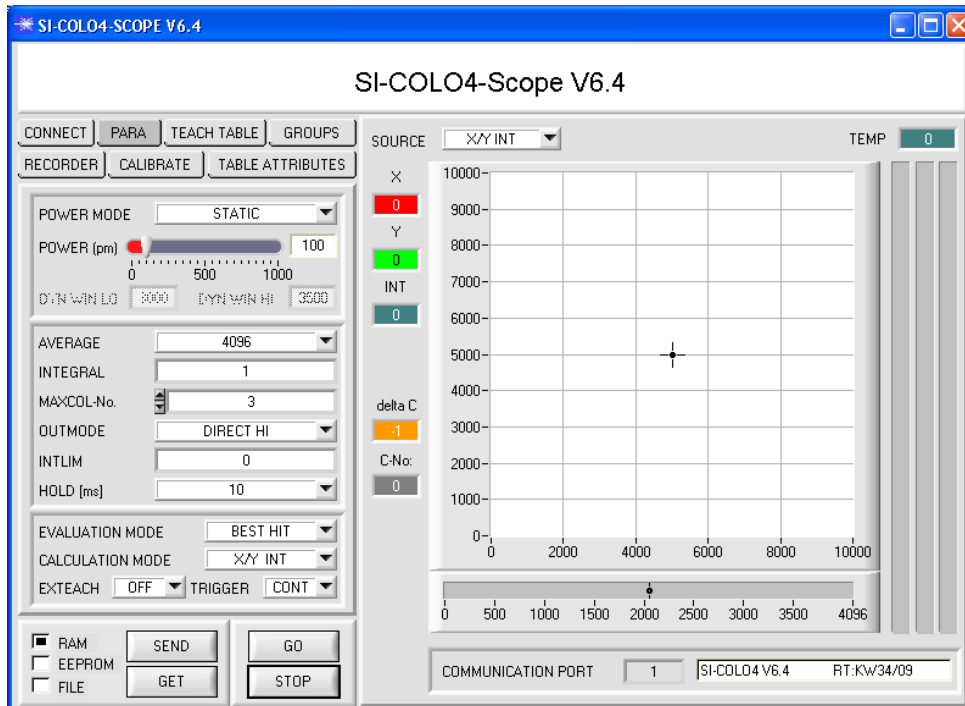 SI-COLO4-SCOPE V6.4
SI-COLO4-Scope V6.4
CONNECT PARA TEACH TABLE GROUPS
RECORDER CALIBRATE TABLE ATTRIBUTES
POWER MODE STATIC
POWER (pm) 100
0 500 1000
DYN WIN LO 3000 DYN WIN HI 3500
AVERAGE 4096
INTEGRAL 1
MAXCOL-No. 3
OUTMODE DIRECT HI
INTLIM 0
HOLD [ms] 10
EVALUATION MODE BEST HIT
CALCULATION MODE X/Y INT
EXTEACH OFF TRIGGER CONT
RAM
EEPROM
FILE
SEND GO
GET STOP
SOURCE X/Y INT TEMP 0
X
0
Y
0
INT
0
delta C
-1
C-No:
0
10000
9000
8000
7000
6000
5000
4000
3000
2000
1000
0
0 2000 4000 6000 8000 10000
0 500 1000 1500 2000 2500 3000 3500 4096
COMMUNICATION PORT 1 SI-COLO4 V6.4 RT:KW34/09